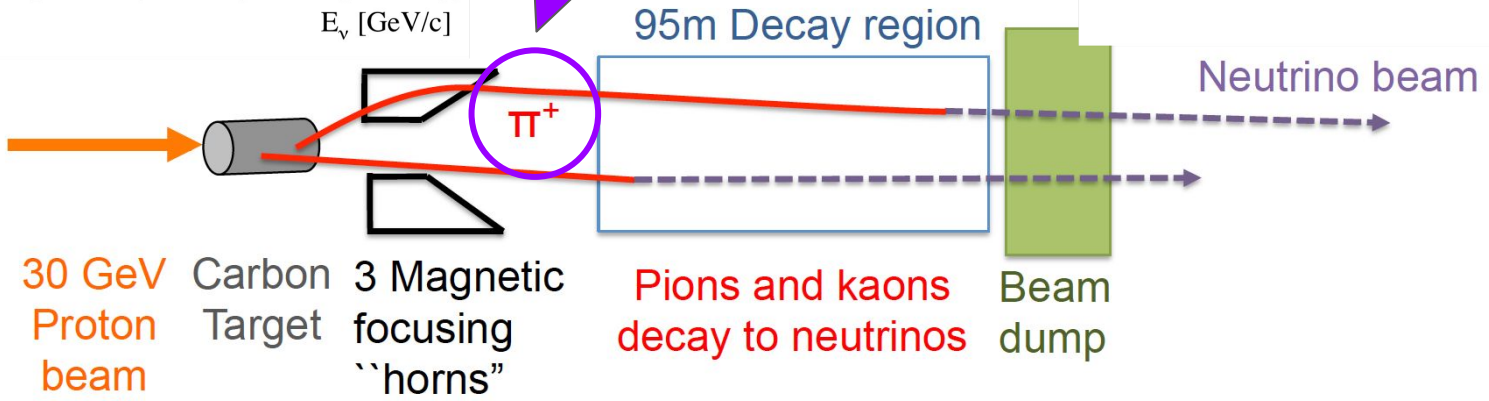 E_ν [GeV/c]
95m Decay region
Neutrino beam
π⁺
30 GeV
Proton
beam
Carbon
Target
3 Magnetic
focusing
``horns”
Pions and kaons
decay to neutrinos
Beam
dump